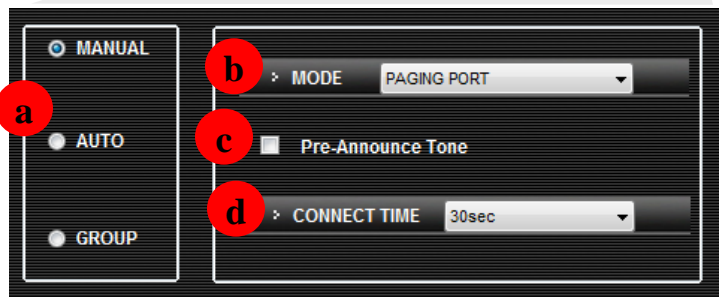 MANUAL
b
MODE PAGING PORT
a
AUTO
c
Pre-Announce Tone
d
CONNECT TIME 30sec
GROUP